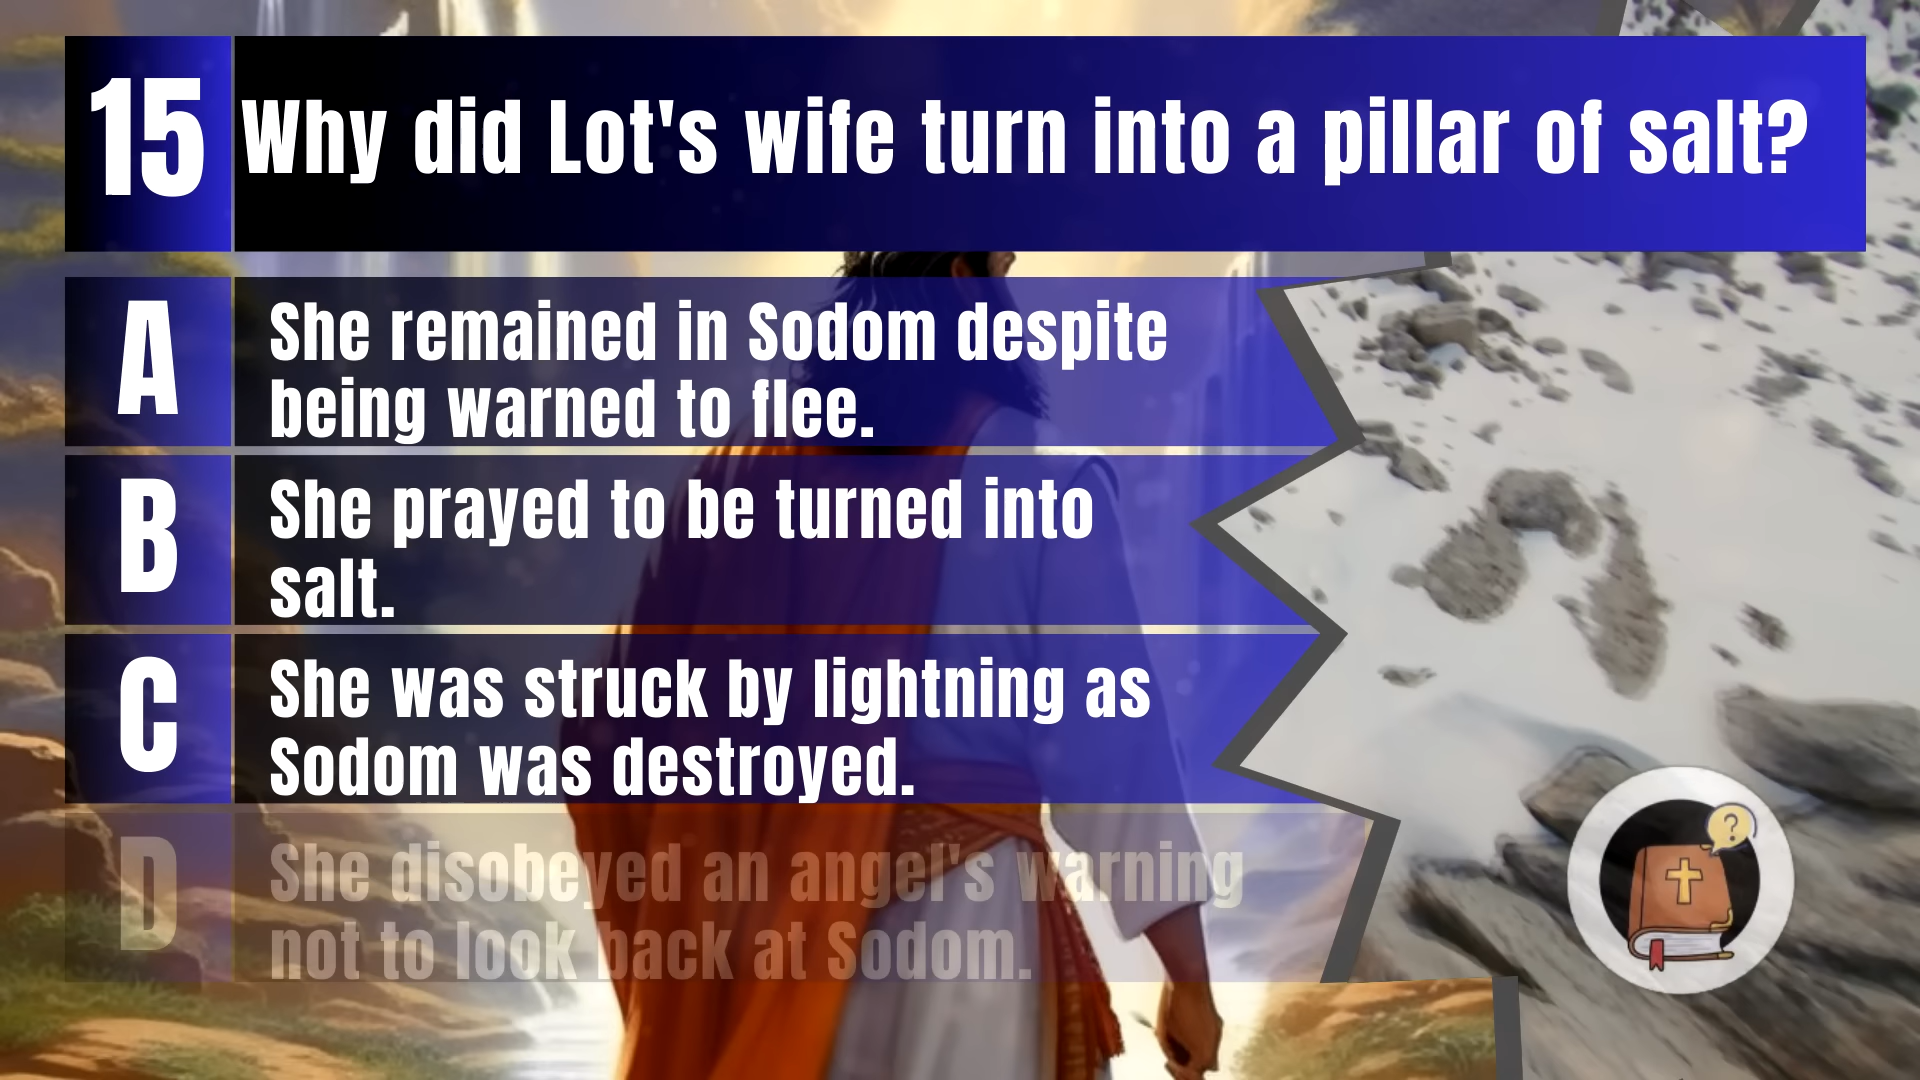 15
Why did Lot's wife turn into a pillar of salt?
A
She remained in Sodom despite
being warned to flee.
B
She prayed to be turned into
salt.
C
She was struck by lightning as
Sodom was destroyed.
D
She disobeyed an angel's warning
not to look back at Sodom.
?